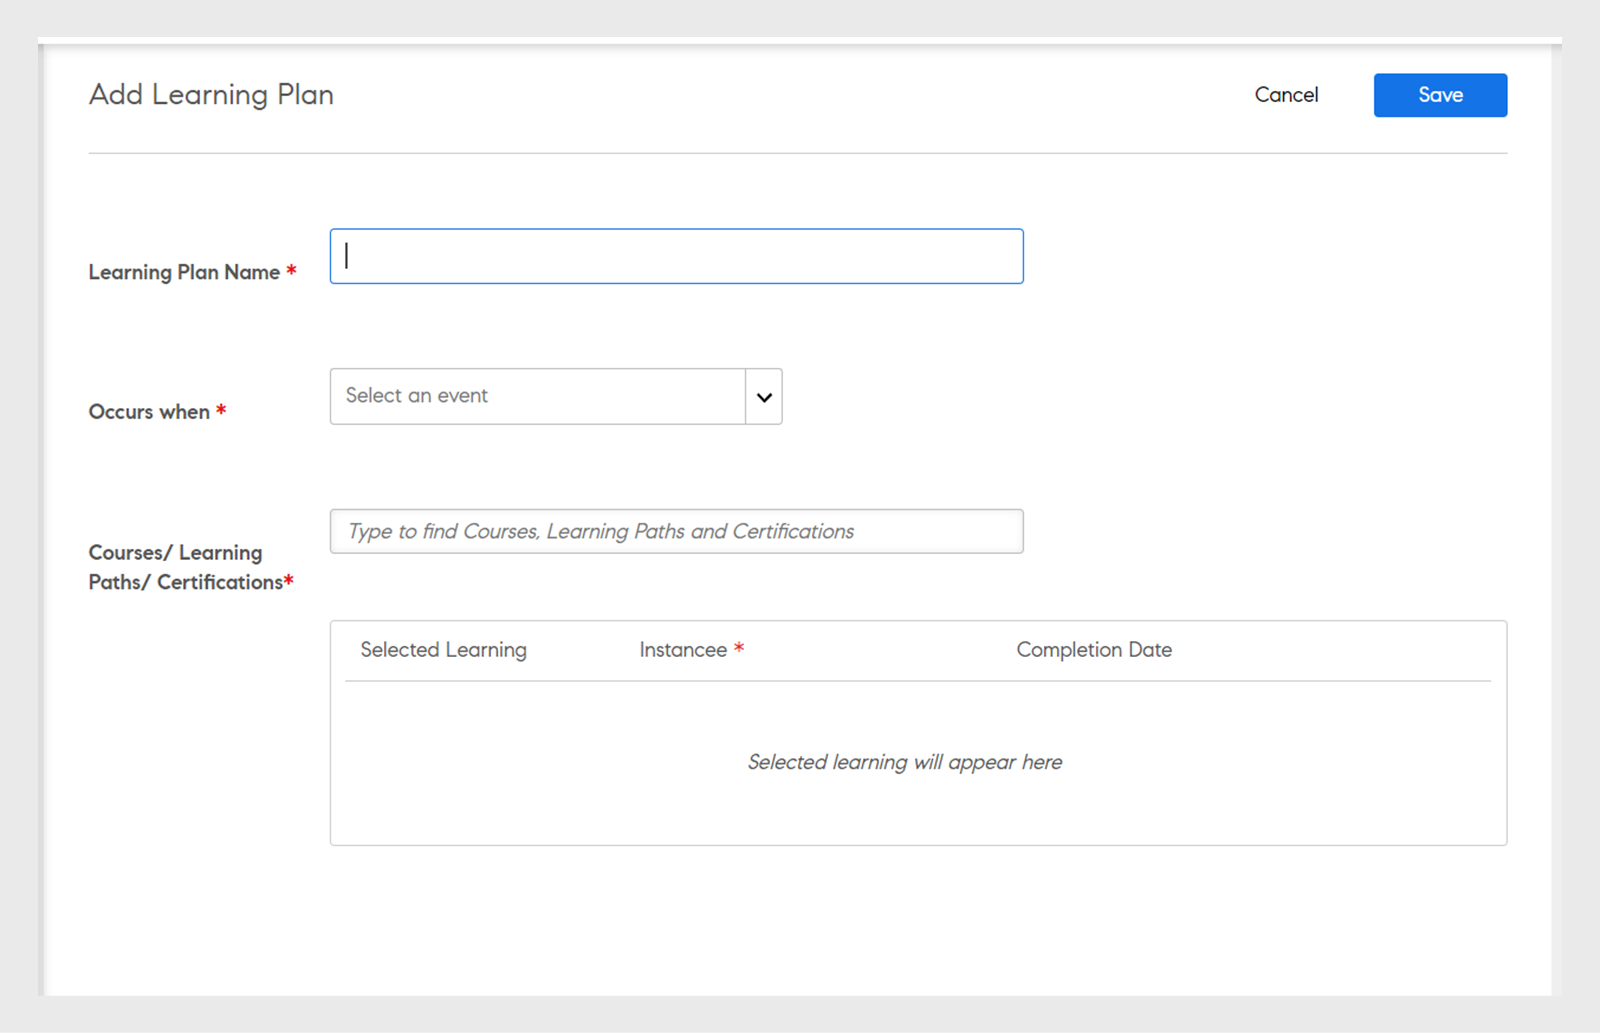 Add Learning Plan
Cancel
Save
Learning Plan Name *
Occurs when *
Select an event
Courses/ Learning
Paths/ Certifications*
Type to find Courses, Learning Paths and Certifications
Selected Learning Instancee * Completion Date
Selected learning will appear here